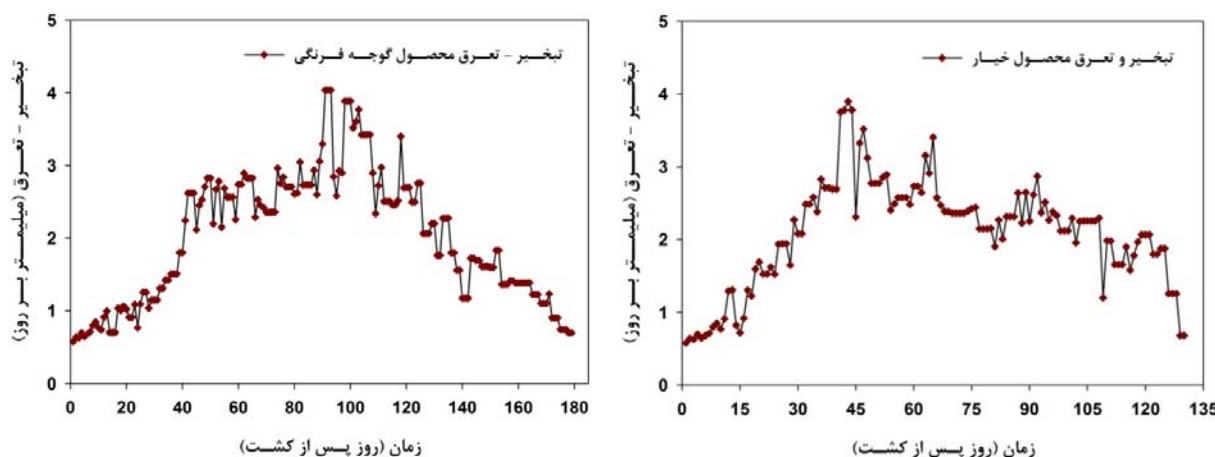 تبخیر - تعرق محصول گوجه فرنگی
تبخیر - تعرق (میلیمتر بر روز)
5
4
3
2
1
0
0 20 40 60 80 100 120 140 160 180
زمان (روز پس از کشت)
تبخیر و تعرق محصول خیار
تبخیر - تعرق (میلیمتر بر روز)
5
4
3
2
1
0
0 15 30 45 60 75 90 105 120 135
زمان (روز پس از کشت)